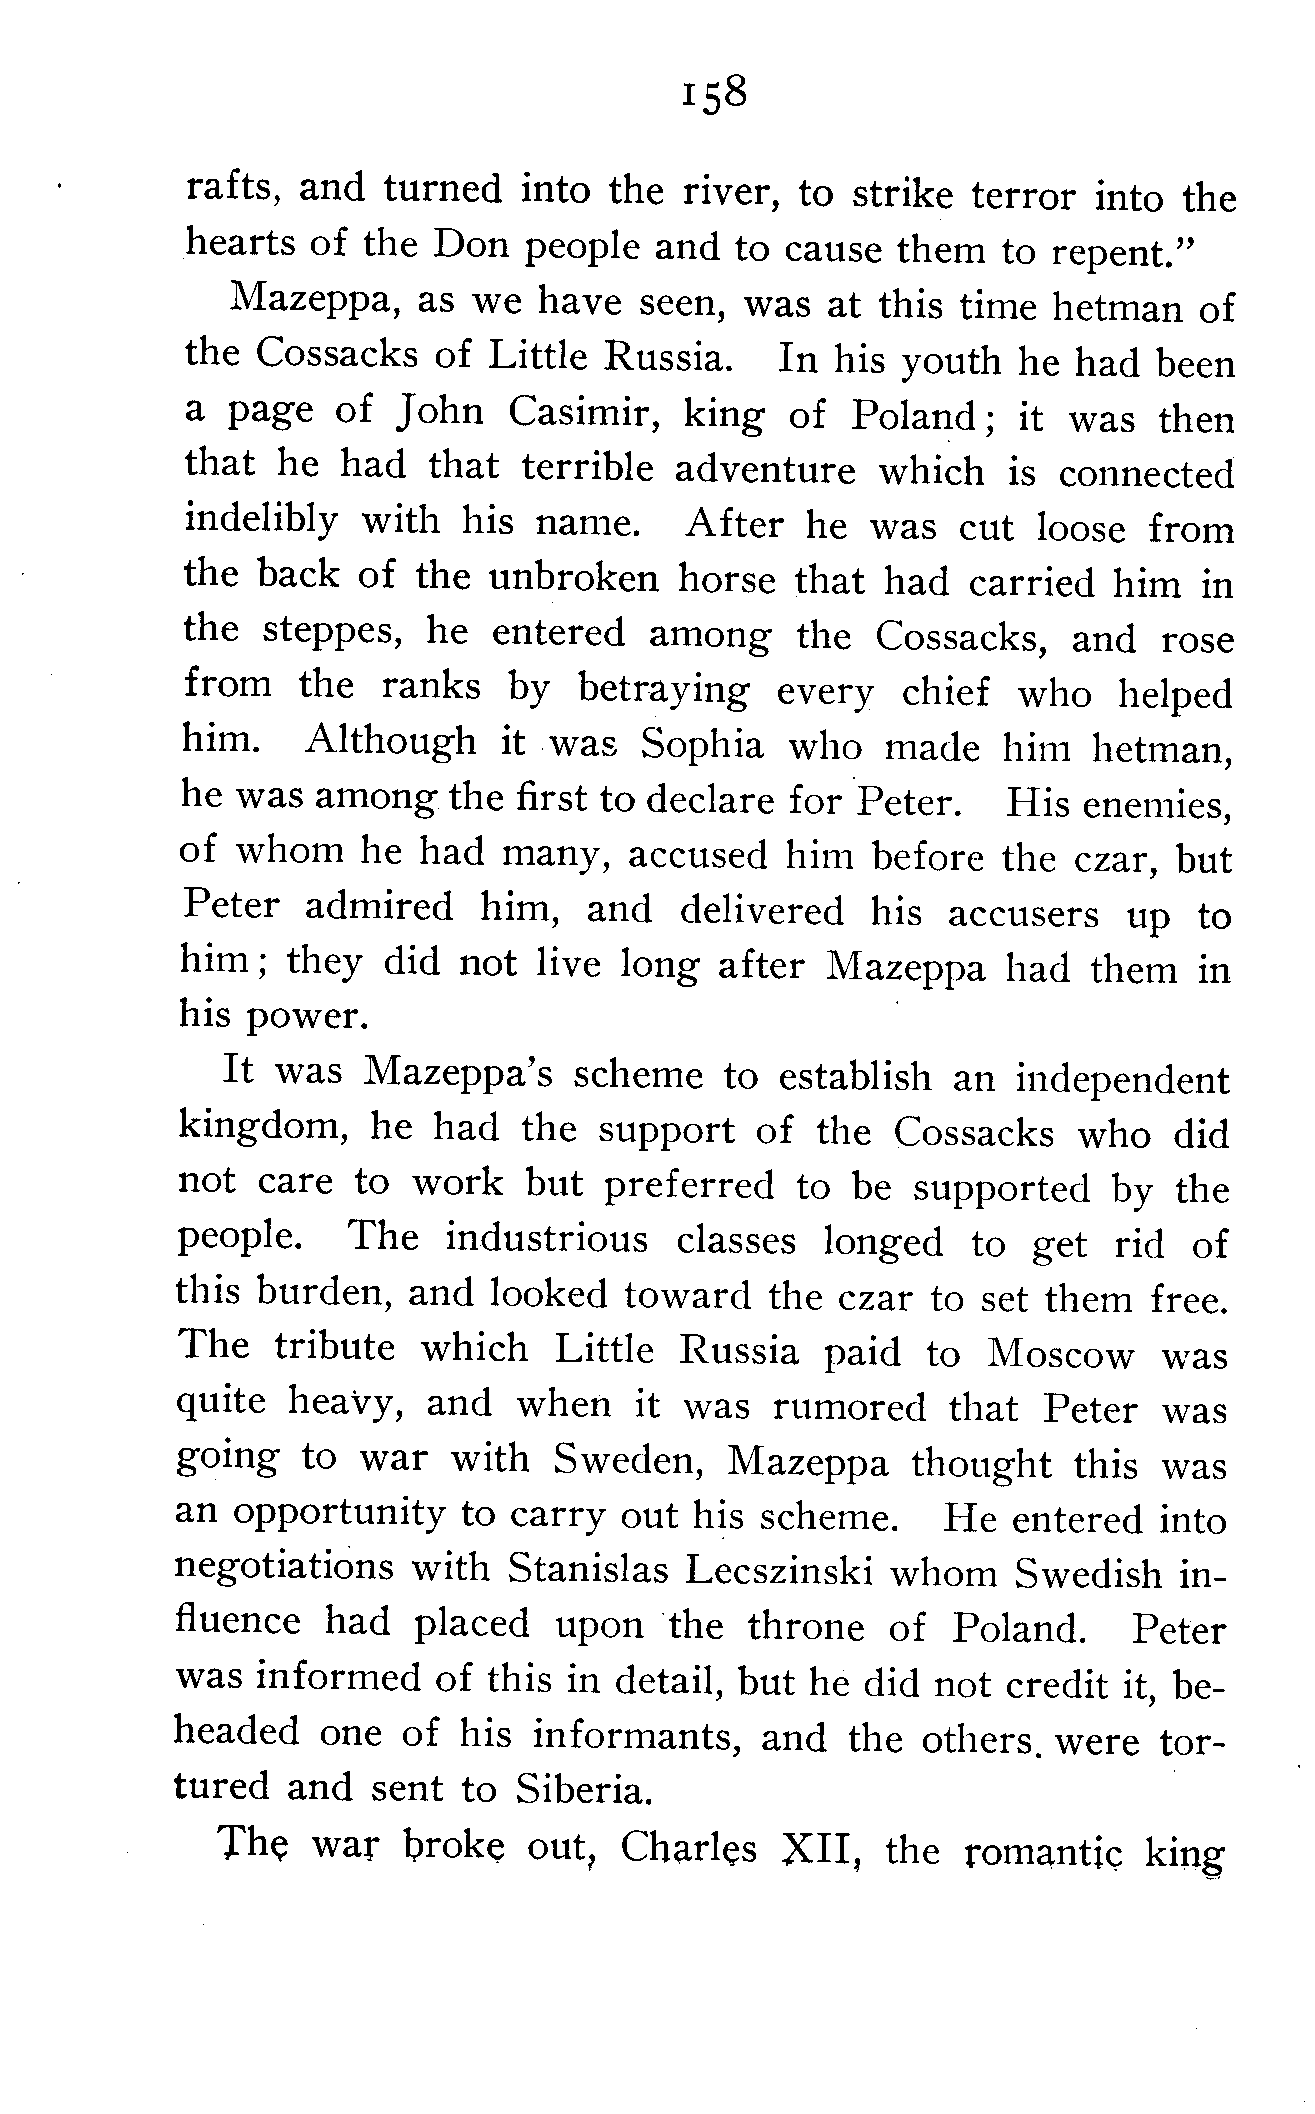 158
rafts, and turned into the river, to strike terror into the
hearts of the Don people and to cause them to repent."
Mazeppa, as we have seen, was at this time hetman of
the Cossacks of Little Russia. In his youth he had been
a page of John Casimir, king of Poland; it was then
that he had that terrible adventure which is connected
indelibly with his name. After he was cut loose from
the back of the unbroken horse that had carried him in
the steppes, he entered among the Cossacks, and rose
from the ranks by betraying every chief who helped
him. Although it was Sophia who made him hetman,
he was among the first to declare for Peter. His enemies,
of whom he had many, accused him before the czar, but
Peter admired him, and delivered his accusers up to
him; they did not live long after Mazeppa had them in
his power.
It was Mazeppa's scheme to establish an independent
kingdom, he had the support of the Cossacks who did
not care to work but preferred to be supported by the
people. The industrious classes longed to get rid of
this burden, and looked toward the czar to set them free.
The tribute which Little Russia paid to Moscow was
quite heavy, and when it was rumored that Peter was
going to war with Sweden, Mazeppa thought this was
an opportunity to carry out his scheme. He entered into
negotiations with Stanislas Lecszinski whom Swedish in-
fluence had placed upon the throne of Poland. Peter
was informed of this in detail, but he did not credit it, be-
headed one of his informants, and the others. were tor-
tured and sent to Siberia.
The war broke out, Charles XII, the romantic king